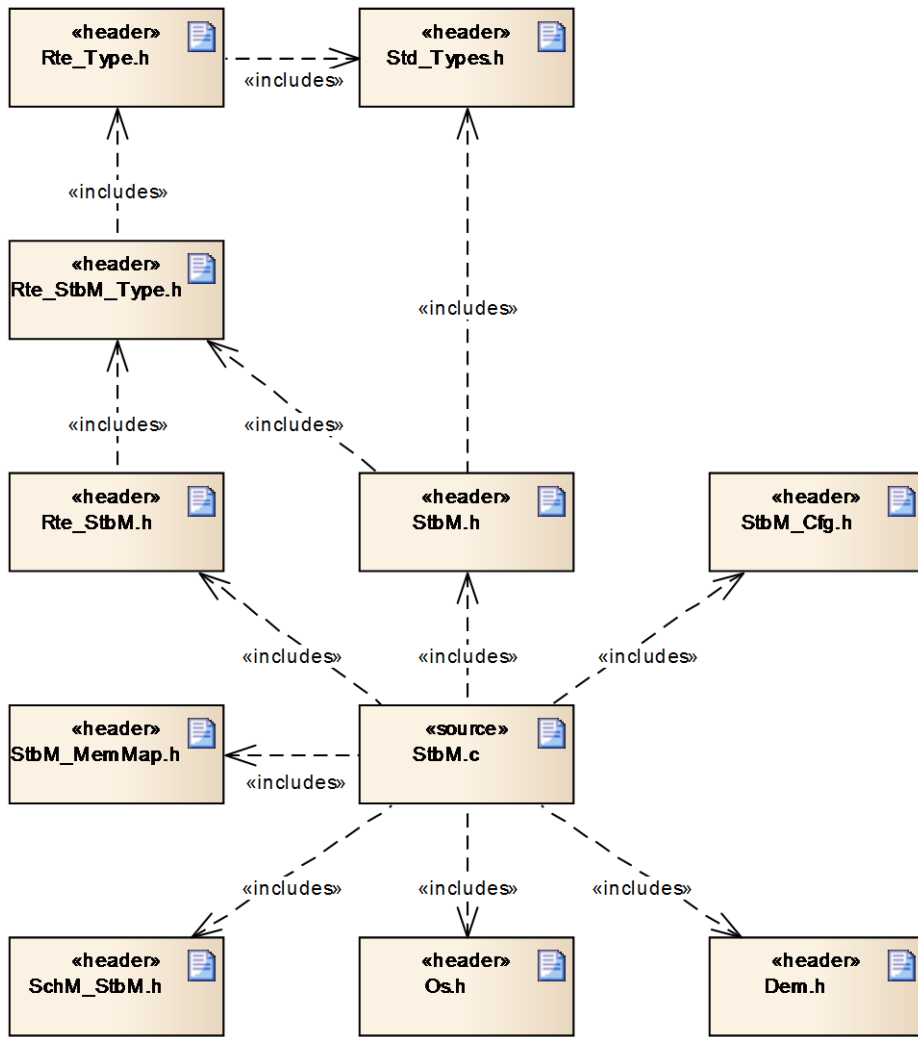 «header»
Rte_Type.h
«header»
Std_Types.h
«includes»
«includes»
«header»
Rte_StbM_Type.h
«includes»
«includes»
«includes»
«header»
Rte_StbM.h
«header»
StbM.h
«header»
StbM_Cfg.h
«includes»
«includes»
«includes»
«header»
StbM_MemMap.h
«source»
StbM.c
«includes»
«includes»
«includes»
«includes»
«header»
SchM_StbM.h
«header»
Os.h
«header»
Dem.h